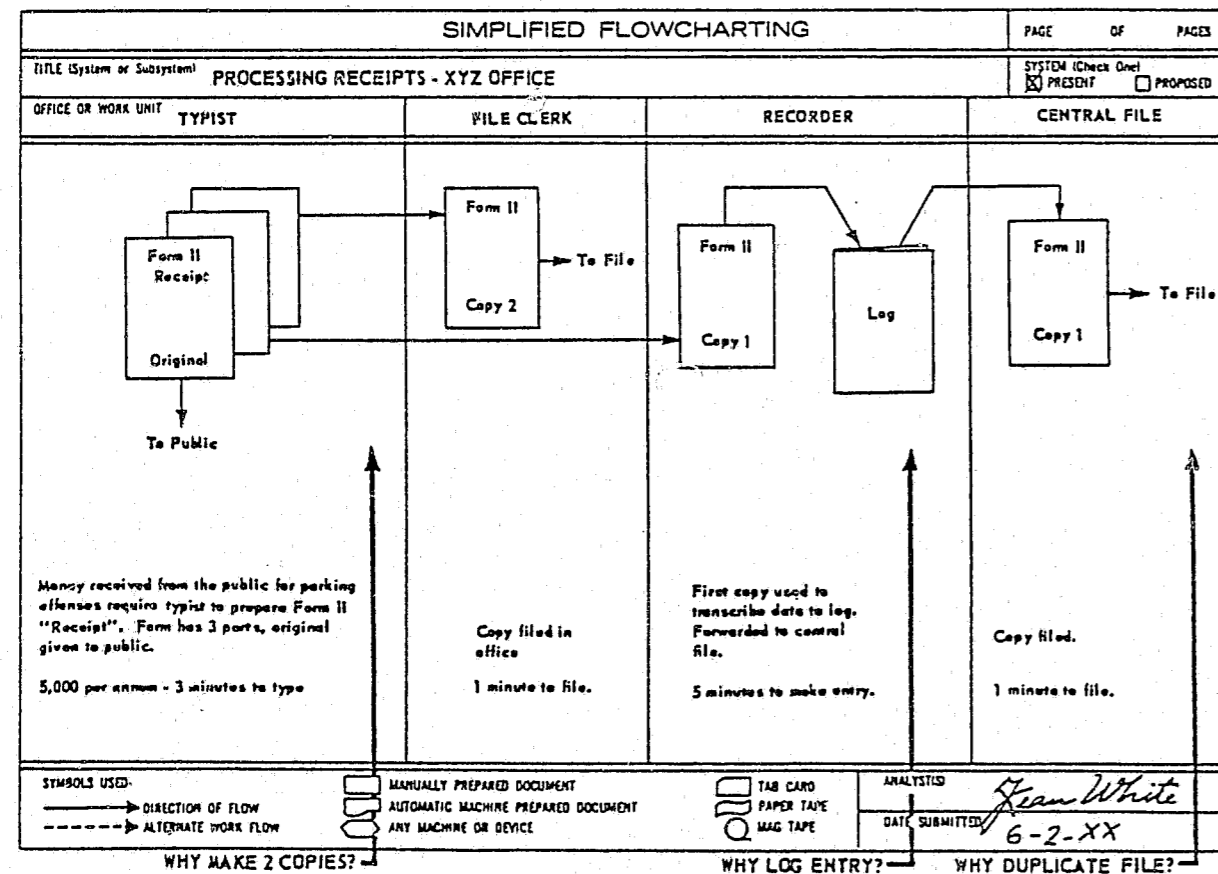 SIMPLIFIED FLOWCHARTING
PAGE OF PAGES
TITLE (System or Subsystem) PROCESSING RECEIPTS - XYZ OFFICE
SYSTEM (Check One)
PRESENT PROPOSED
OFFICE OR WORK UNIT TYPIST
FILE CLERK
RECORDER
CENTRAL FILE
Form II
Receipt
Original
To Public
Form II
Copy 2
To File
Form II
Copy 1
Log
Form II
Copy 1
To File
Money received from the public for parking
offenses require typist to prepare Form II
"Receipt". Form has 3 parts, original
given to public.
5,000 per annum - 3 minutes to type
Copy filed in
office
1 minute to file.
First copy used to
transcribe data to log.
Forwarded to central
file.
5 minutes to make entry.
Copy filed.
1 minute to file.
SYMBOLS USED-
DIRECTION OF FLOW
ALTERNATE WORK FLOW
MANUALLY PREPARED DOCUMENT
AUTOMATIC MACHINE PREPARED DOCUMENT
ANY MACHINE OR DEVICE
TAB CARD
PAPER TAPE
MAG TAPE
ANALYST(S)
Jean White
DATE SUBMITTED
6-2-XX
WHY MAKE 2 COPIES?
WHY LOG ENTRY?
WHY DUPLICATE FILE?